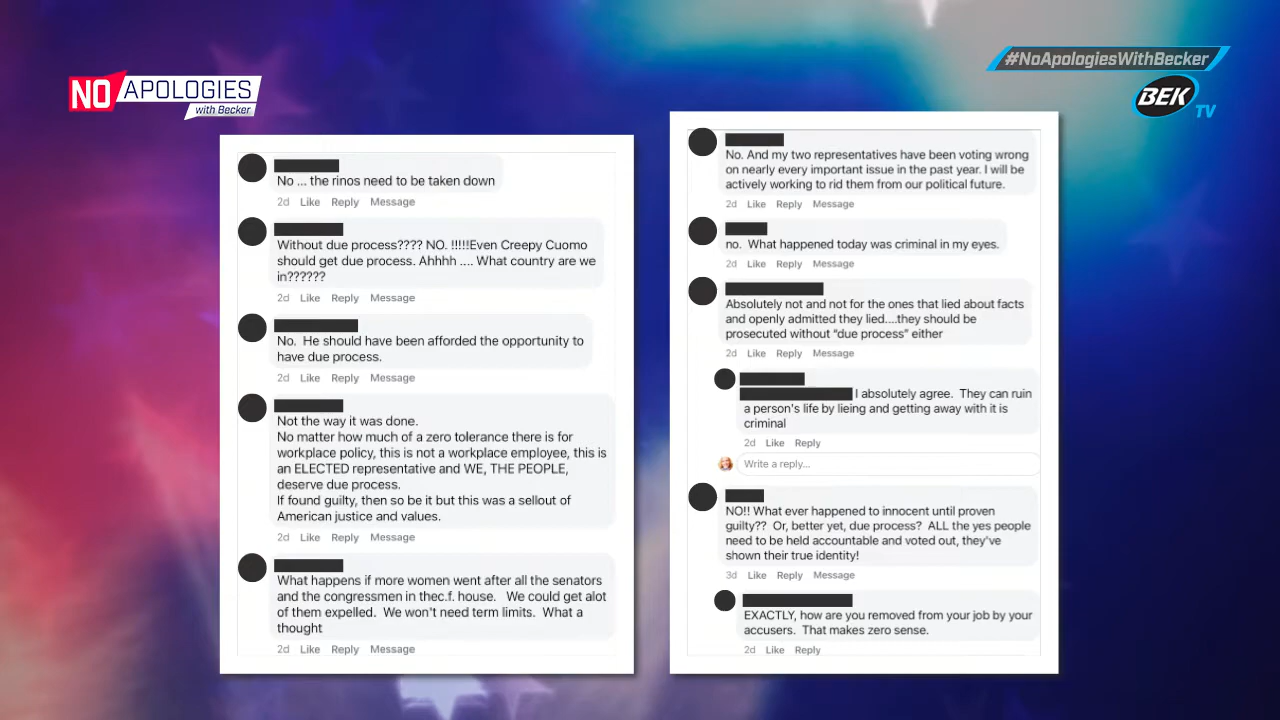 NO APOLOGIES
with Becker
#NoApologiesWithBecker
BEK TV
No ... the rinos need to be taken down
2d Like Reply Message
Without due process???? NO. !!!!!Even Creepy Cuomo
should get due process. Ahhhh .... What country are we
in??????
2d Like Reply Message
No. He should have been afforded the opportunity to
have due process.
2d Like Reply Message
Not the way it was done.
No matter how much of a zero tolerance there is for
workplace policy, this is not a workplace employee, this is
an ELECTED representative and WE, THE PEOPLE,
deserve due process.
If found guilty, then so be it but this was a sellout of
American justice and values.
2d Like Reply Message
What happens if more women went after all the senators
and the congressmen in thec.f. house. We could get alot
of them expelled. We won't need term limits. What a
thought
2d Like Reply Message
No. And my two representatives have been voting wrong
on nearly every important issue in the past year. I will be
actively working to rid them from our political future.
2d Like Reply Message
no. What happened today was criminal in my eyes.
2d Like Reply Message
Absolutely not and not for the ones that lied about facts
and openly admitted they lied....they should be
prosecuted without “due process” either
2d Like Reply Message
I absolutely agree. They can ruin
a person's life by lieing and getting away with it is
criminal
2d Like Reply
Write a reply...
NO!! What ever happened to innocent until proven
guilty?? Or, better yet, due process? ALL the yes people
need to be held accountable and voted out, they've
shown their true identity!
3d Like Reply Message
EXACTLY, how are you removed from your job by your
accusers. That makes zero sense.
2d Like Reply